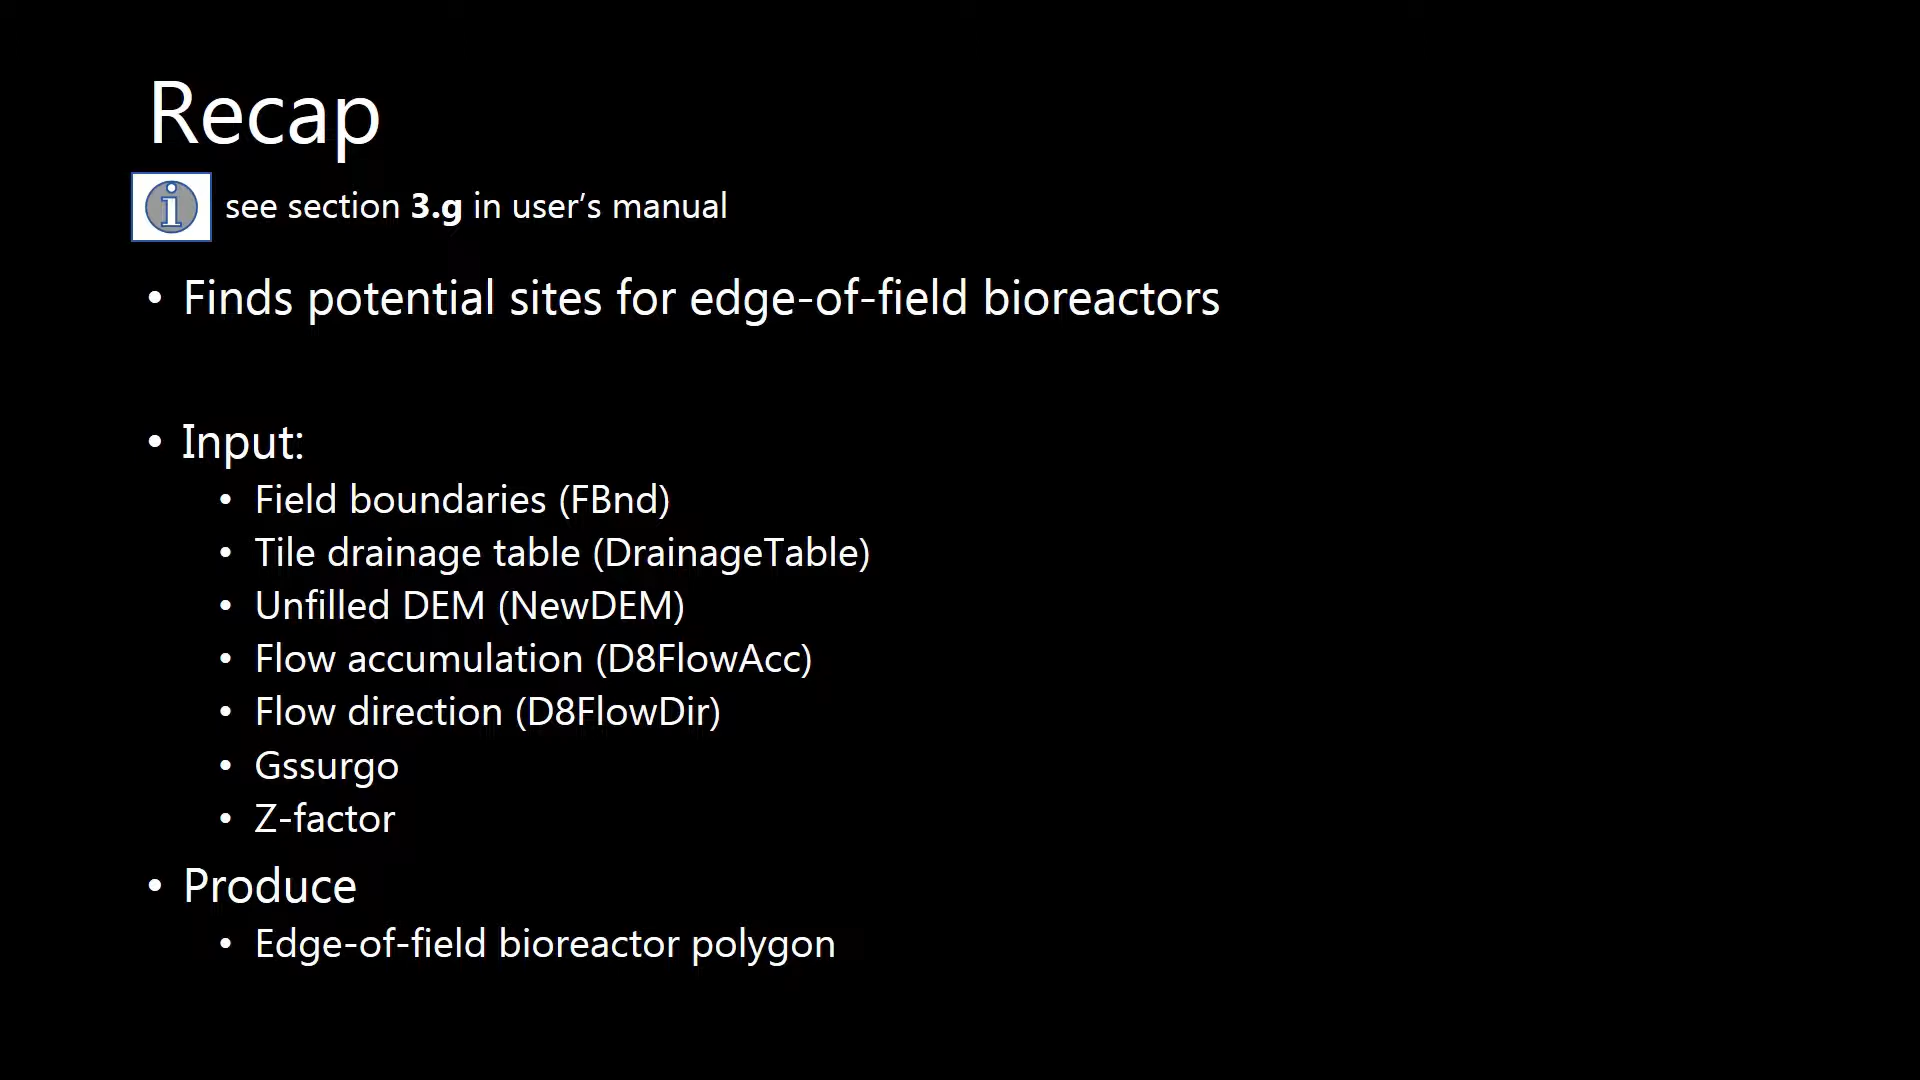 Recap
i see section 3.g in user’s manual
• Finds potential sites for edge-of-field bioreactors
• Input:
• Field boundaries (FBnd)
• Tile drainage table (DrainageTable)
• Unfilled DEM (NewDEM)
• Flow accumulation (D8FlowAcc)
• Flow direction (D8FlowDir)
• Gssurgo
• Z-factor
• Produce
• Edge-of-field bioreactor polygon